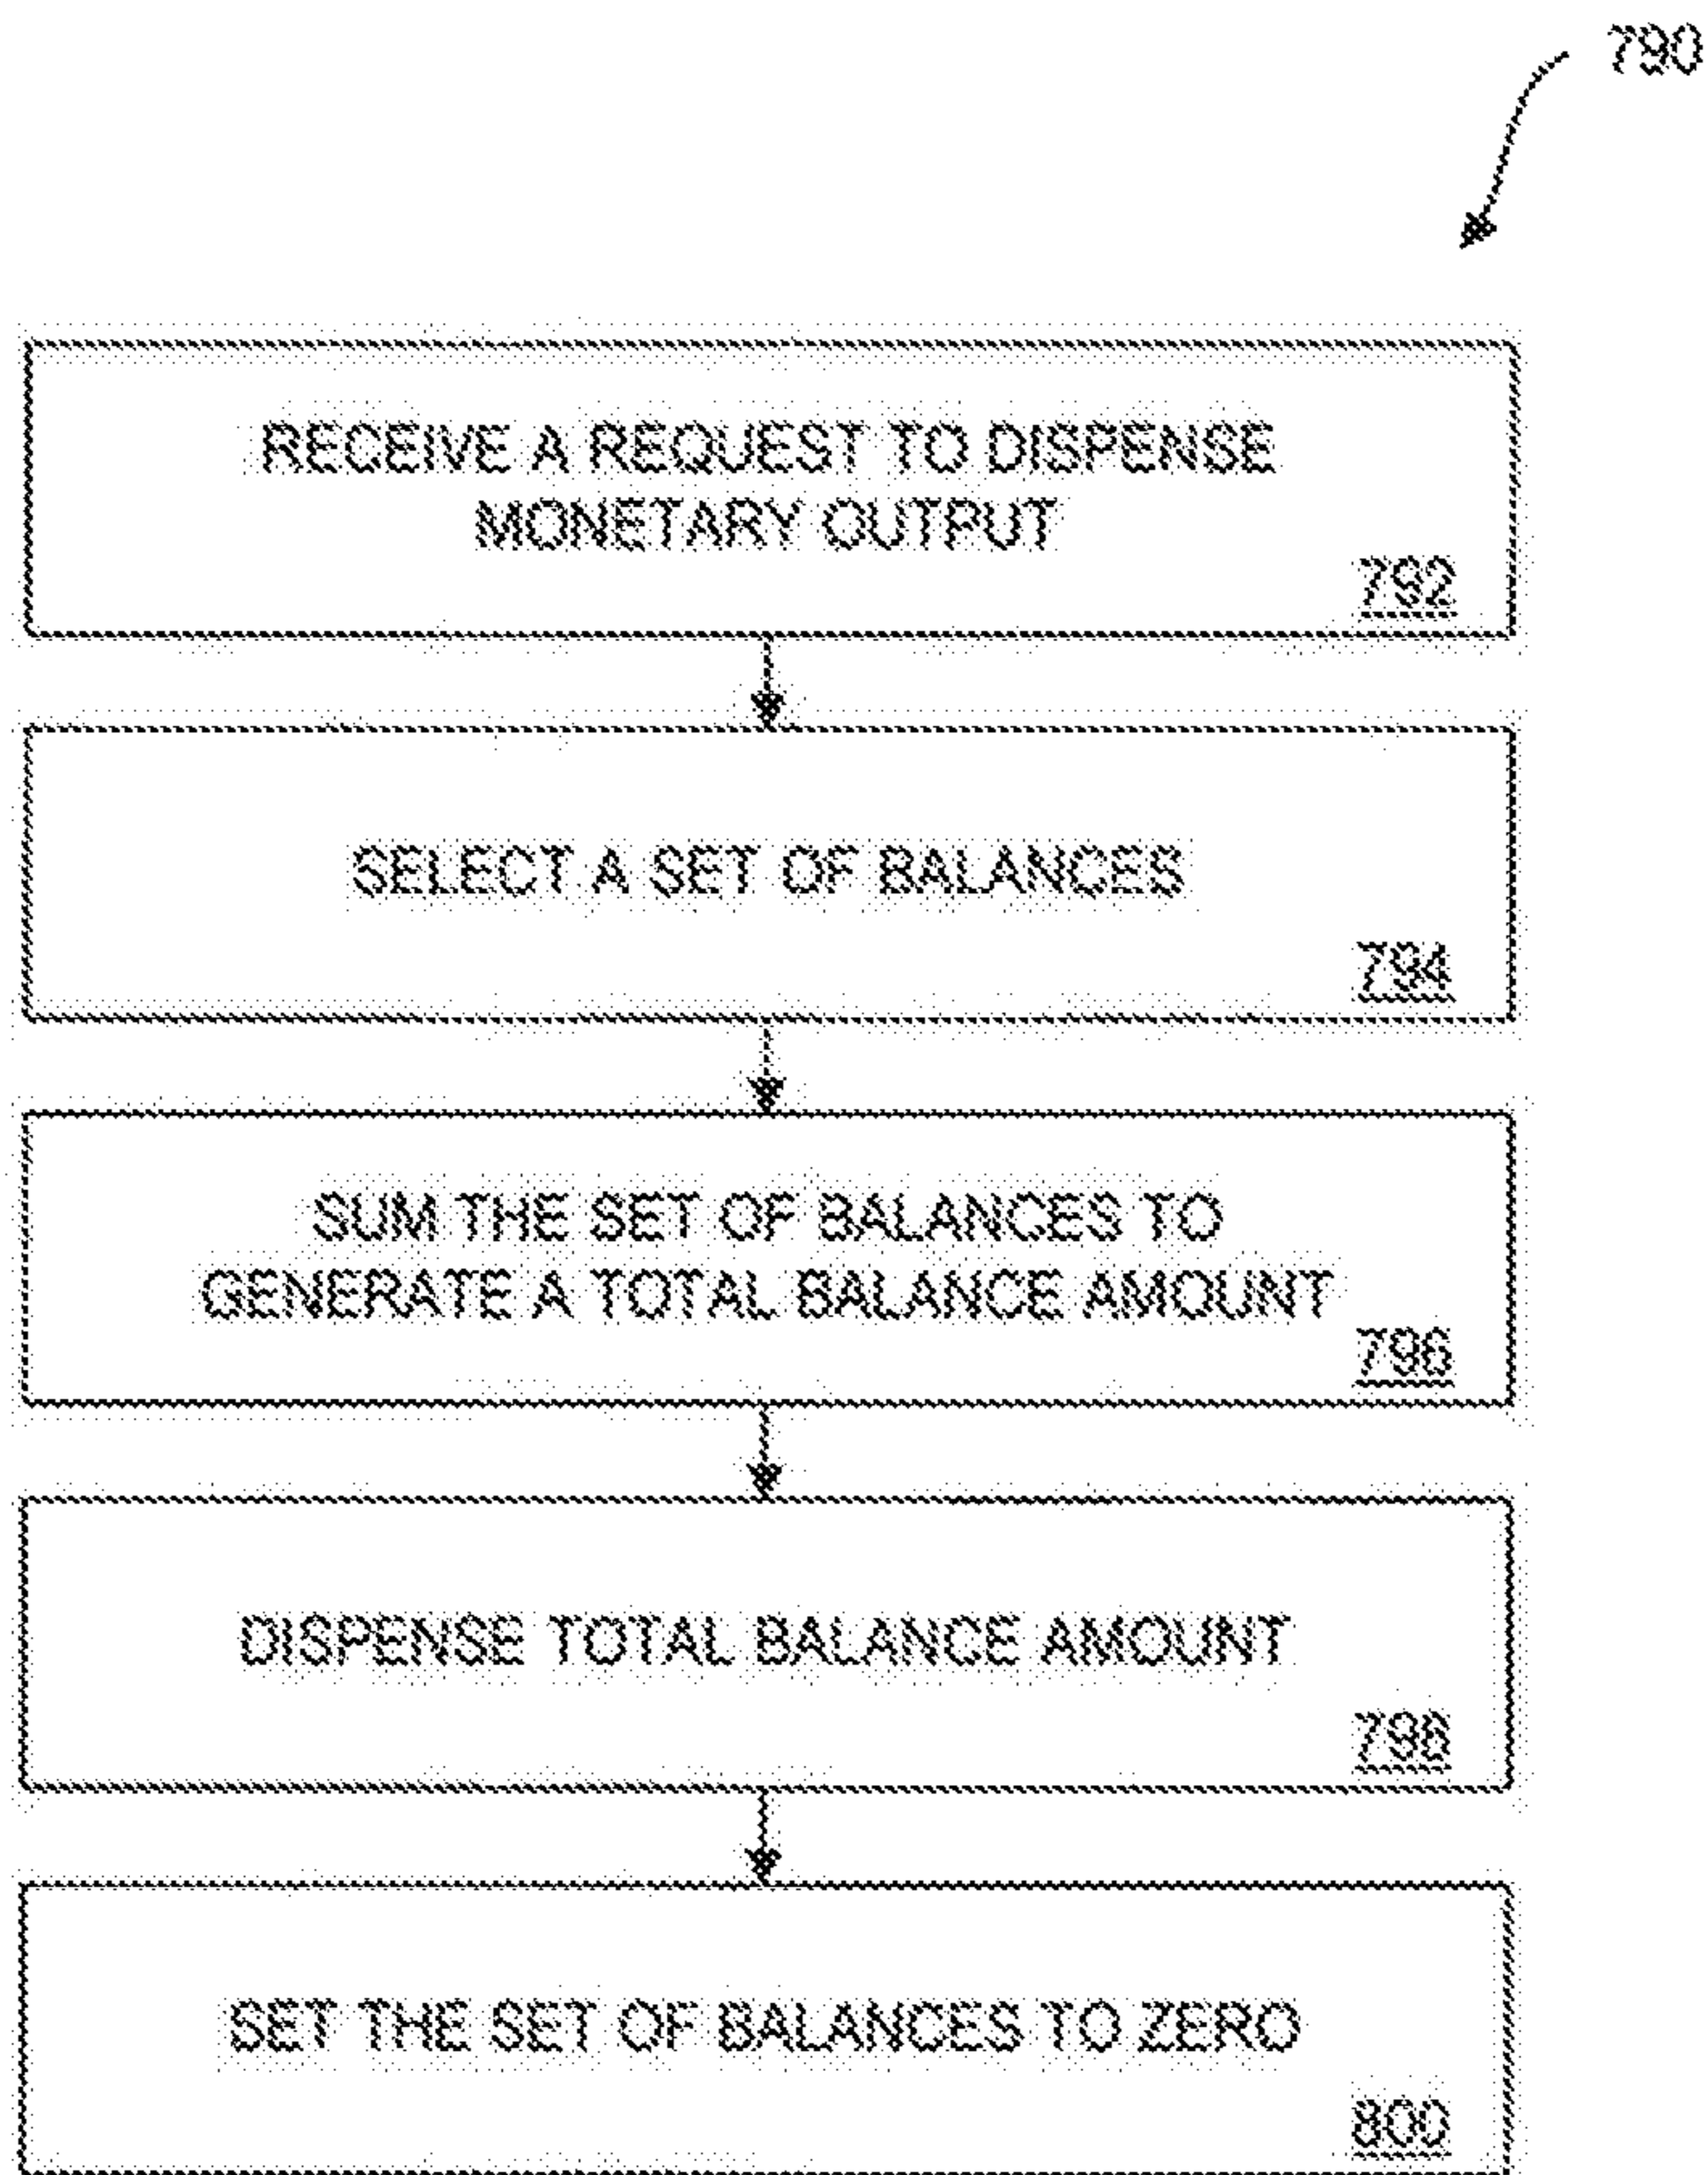 790
RECEIVE A REQUEST TO DISPENSE
MONETARY OUTPUT
792
SELECT A SET OF BALANCES
794
SUM THE SET OF BALANCES TO
GENERATE A TOTAL BALANCE AMOUNT
796
DISPENSE TOTAL BALANCE AMOUNT
798
SET THE SET OF BALANCES TO ZERO
800